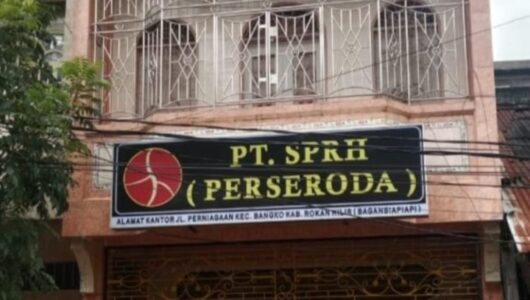 PT. SPRH
( PERSERODA )
ALAMAT KANTOR JL. PERNIAGAAN KEC. BANGKO KAB. ROKAN HILIR ( BAGANSIAPIAPI )